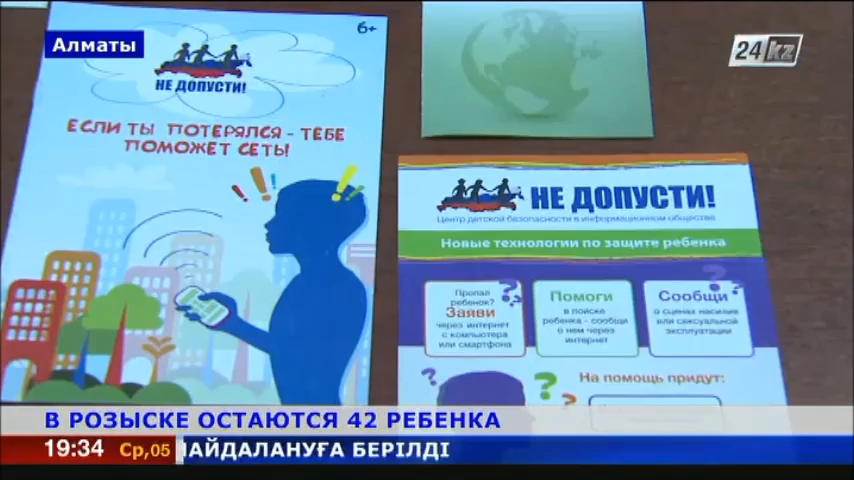 Алматы
24 kz
6+
НЕ ДОПУСТИ!
ЕСЛИ ТЫ ПОТЕРЯЛСЯ - ТЕБЕ
ПОМОЖЕТ СЕТЬ!
НЕ ДОПУСТИ!
Центр детской безопасности в информационном обществе
Новые технологии по защите ребенка
Пропал
ребенок?
Заяви
через интернет
с компьютера
или смартфона
Помоги
в поиске
ребенка - сообщи
о нем через
интернет
Сообщи
о сценах насилия
или сексуальной
эксплуатации
На помощь придут:
В РОЗЫСКЕ ОСТАЮТСЯ 42 РЕБЕНКА
19:34 Ср,05 ПАЙДАЛАНУҒА БЕРІЛДІ